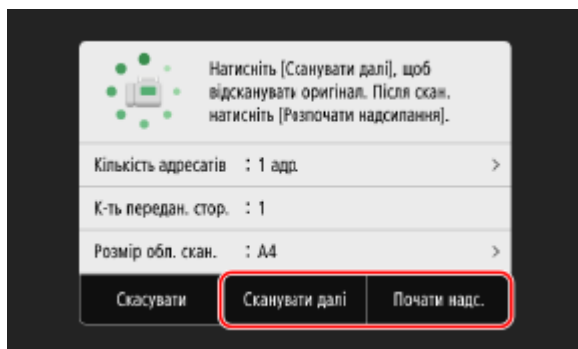 Натисніть [Сканувати далі], щоб
відсканувать оригінал. Після скан.
натисніть [Розпочати надсилання].
Кількість адресатів : 1 адр.
К-ть передан. стор. : 1
Розмір обл. скан. : A4
Скасувати Сканувати далі Почати надс.